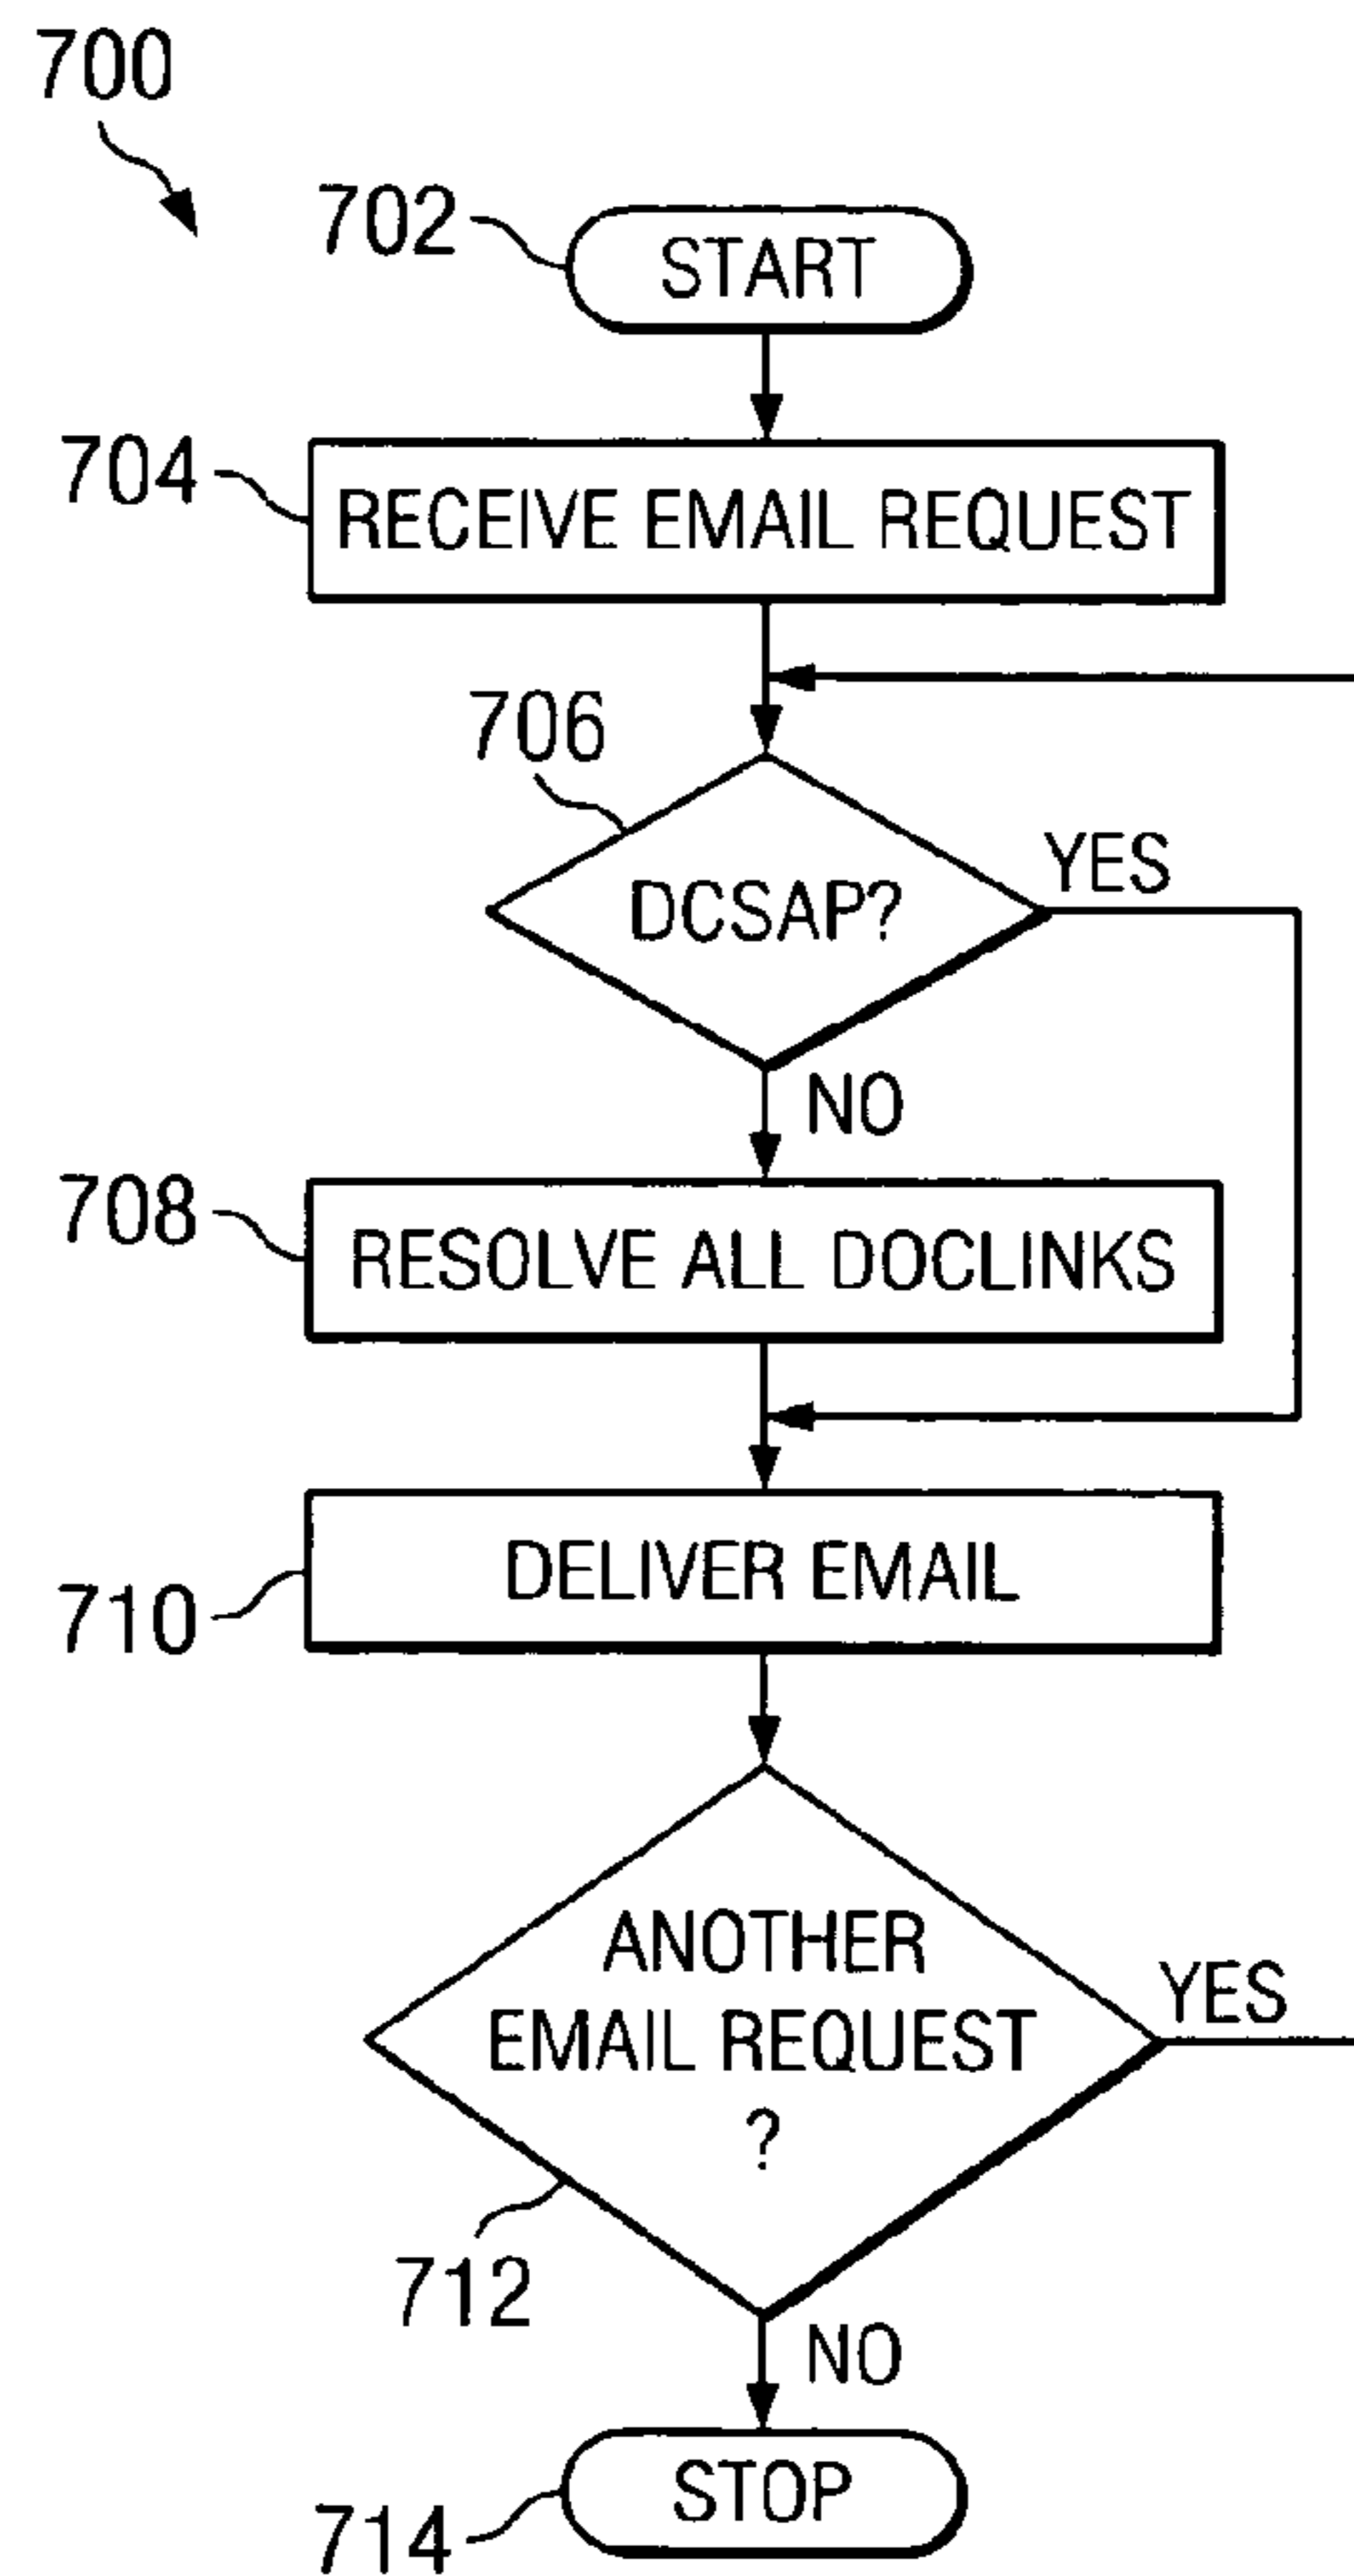 700
702
START
704
RECEIVE EMAIL REQUEST
706
DCSAP?
YES
NO
708
RESOLVE ALL DOCLINKS
710
DELIVER EMAIL
ANOTHER
EMAIL REQUEST
?
YES
712
NO
714
STOP